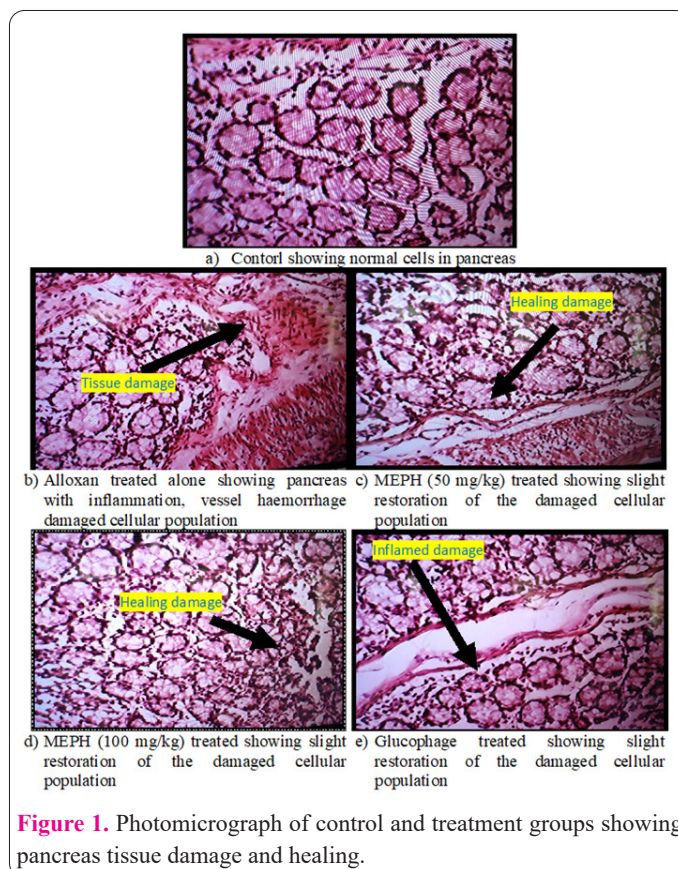 a) Contorl showing normal cells in pancreas
Tissue damage
Healing damage
b) Alloxan treated alone showing pancreas
with inflammation, vessel haemorrhage
damaged cellular population
c) MEPH (50 mg/kg) treated showing slight
restoration of the damaged cellular
population
Healing damage
Inflamed damage
d) MEPH (100 mg/kg) treated showing slight
restoration of the damaged cellular
population
e) Glucophage treated showing slight
restoration of the damaged cellular
population
Figure 1. Photomicrograph of control and treatment groups showing
pancreas tissue damage and healing.